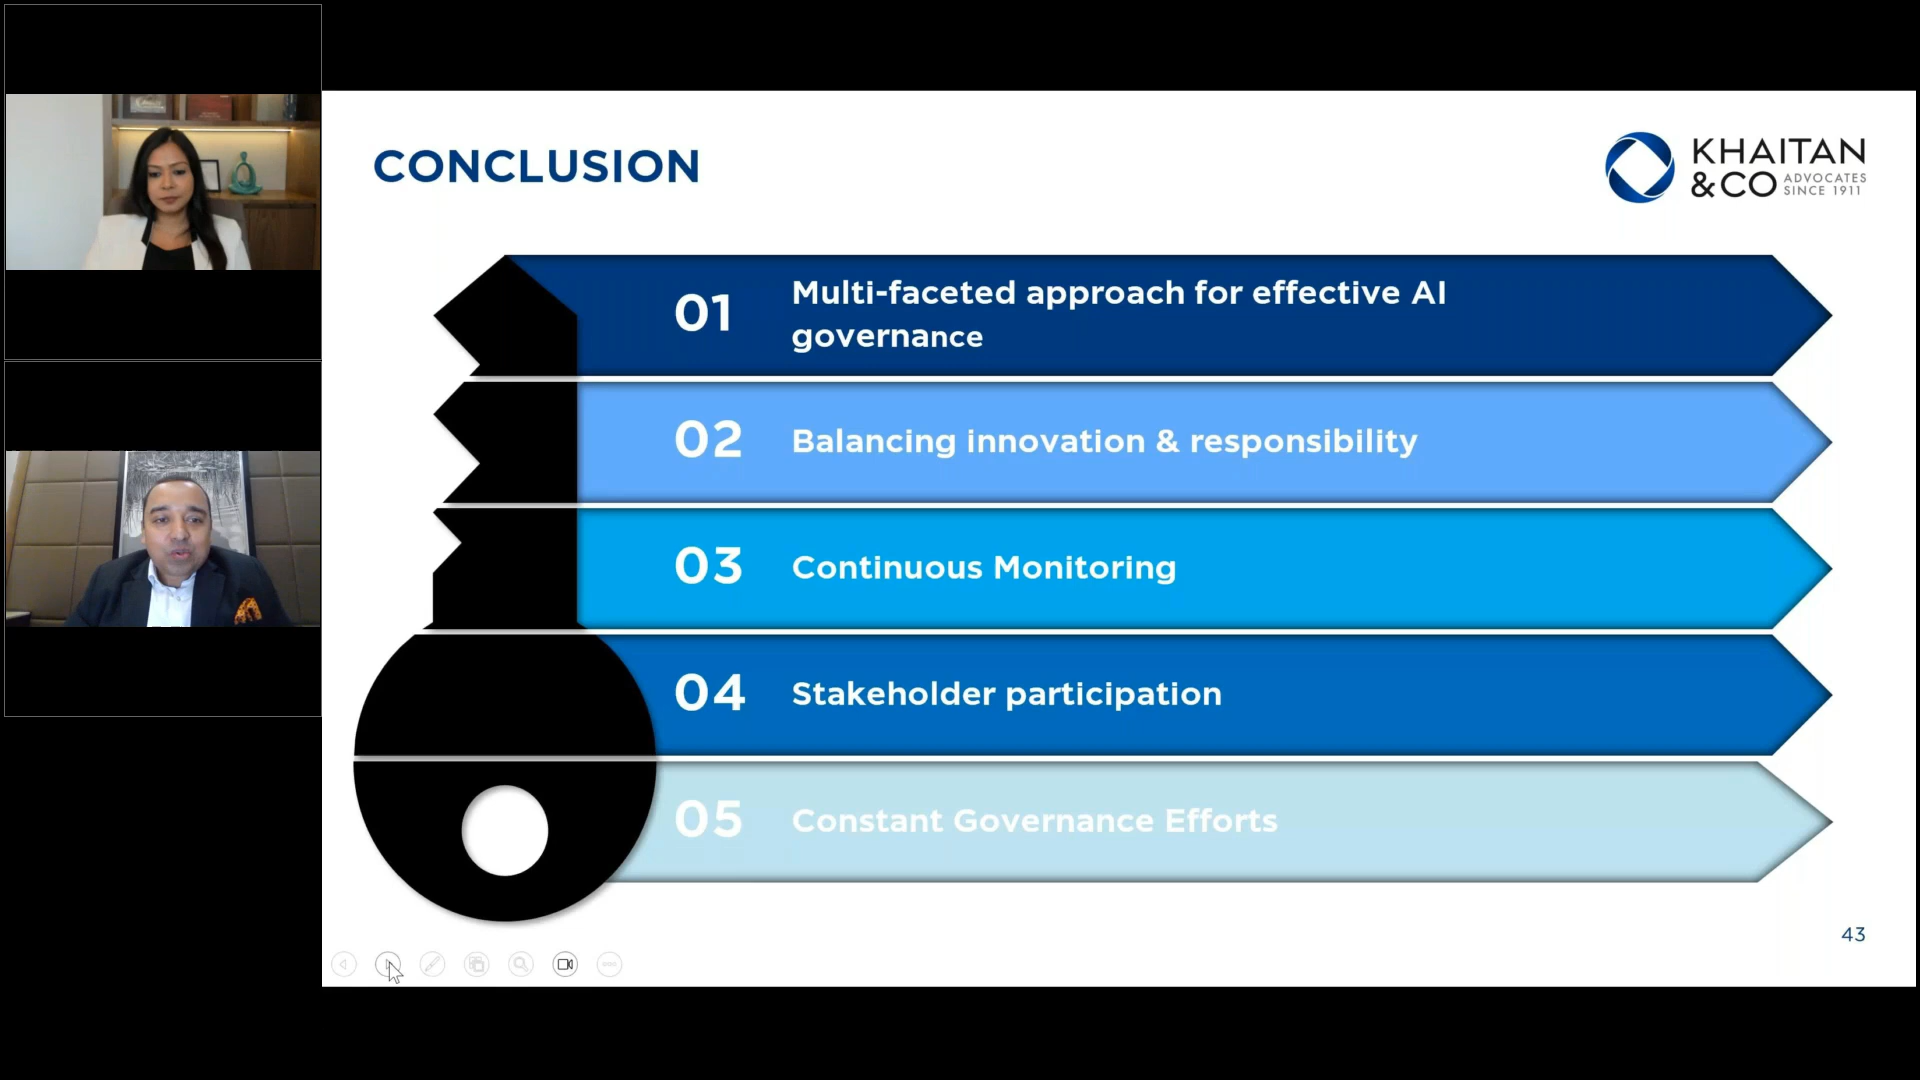 CONCLUSION
KHAITAN
&CO ADVOCATES
SINCE 1911
01
Multi-faceted approach for effective AI
governance
02
Balancing innovation & responsibility
03
Continuous Monitoring
04
Stakeholder participation
05
Constant Governance Efforts
43